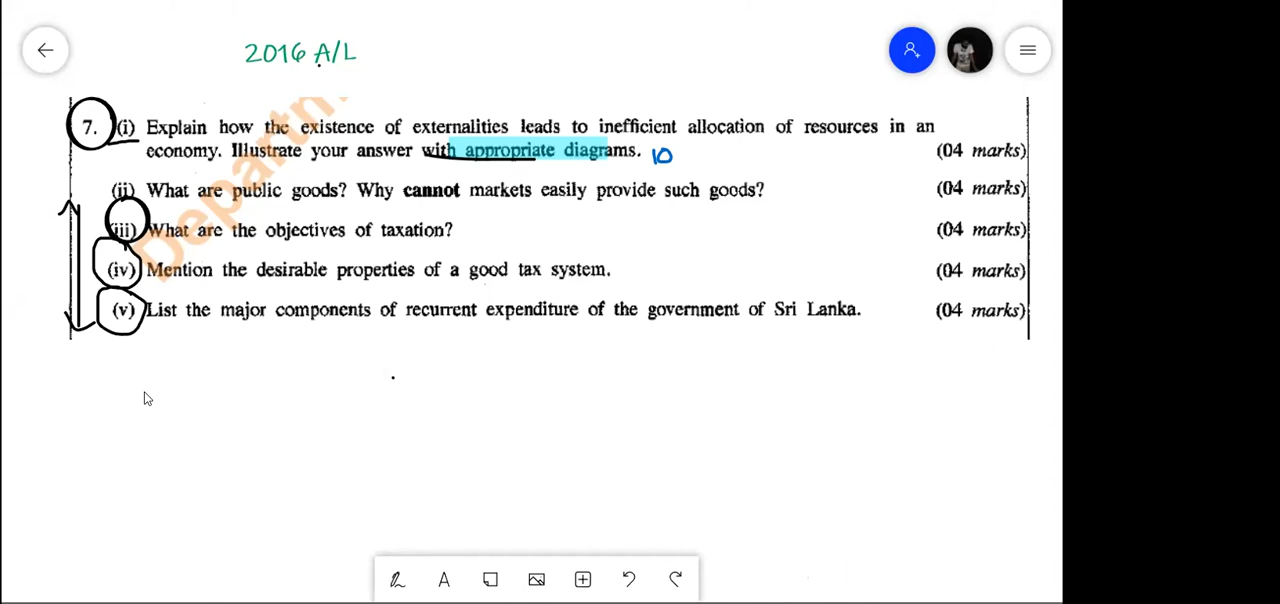 2016 A/L
Departm
7. (i) Explain how the existence of externalities leads to inefficient allocation of resources in an
economy. Illustrate your answer with appropriate diagrams. 10 (04 marks)
(ii) What are public goods? Why cannot markets easily provide such goods? (04 marks)
(iii) What are the objectives of taxation? (04 marks)
(iv) Mention the desirable properties of a good tax system. (04 marks)
(v) List the major components of recurrent expenditure of the government of Sri Lanka. (04 marks)
A